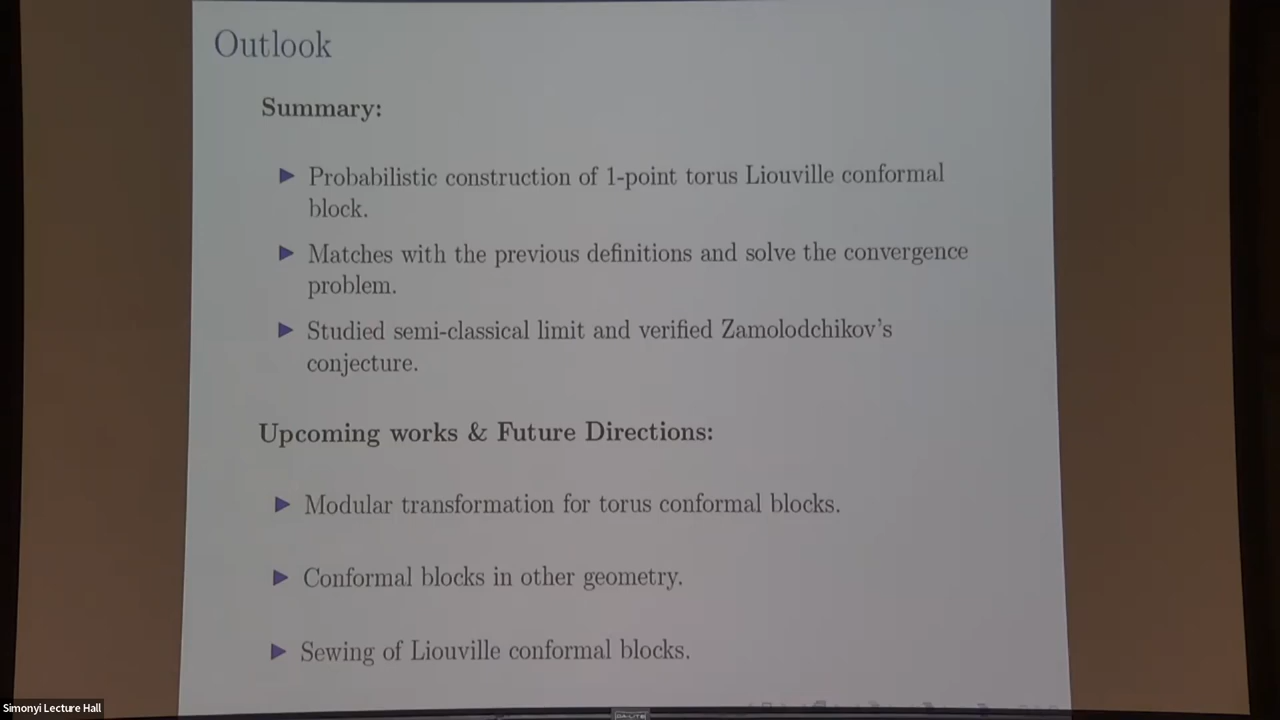 Outlook
Summary:
Probabilistic construction of 1-point torus Liouville conformal
block.
Matches with the previous definitions and solve the convergence
problem.
Studied semi-classical limit and verified Zamolodchikov's
conjecture.
Upcoming works & Future Directions:
Modular transformation for torus conformal blocks.
Conformal blocks in other geometry.
Sewing of Liouville conformal blocks.
Simonyi Lecture Hall
DA-LITE